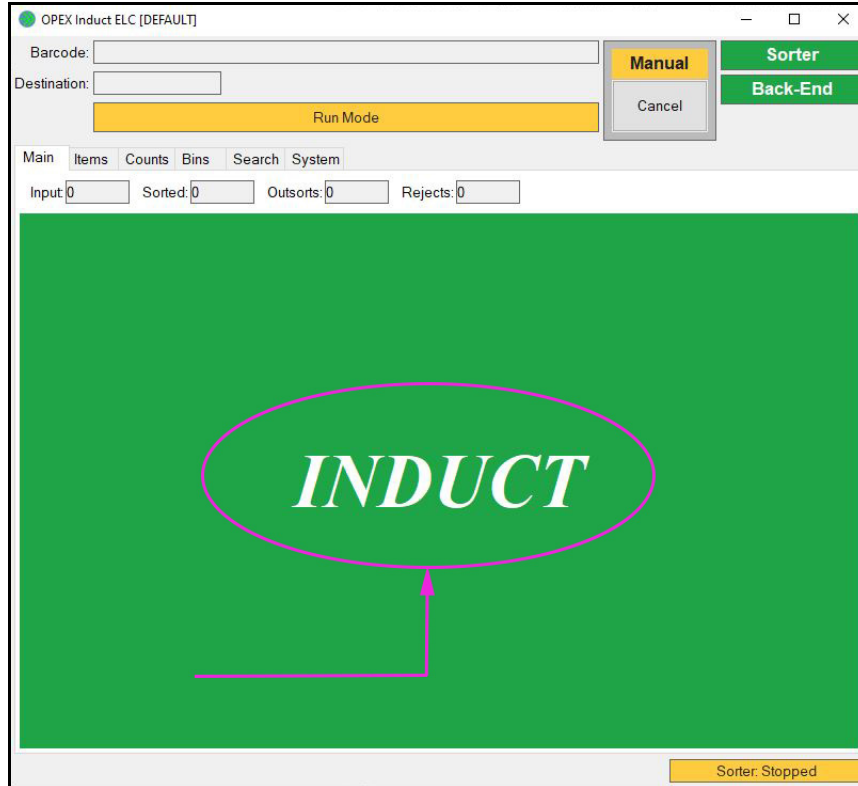 OPEX Induct ELC [DEFAULT]
Barcode:
Manual
Sorter
Destination:
Cancel
Back-End
Run Mode
Main Items Counts Bins Search System
Input: 0 Sorted: 0 Outsorts: 0 Rejects: 0
INDUCT
Sorter: Stopped